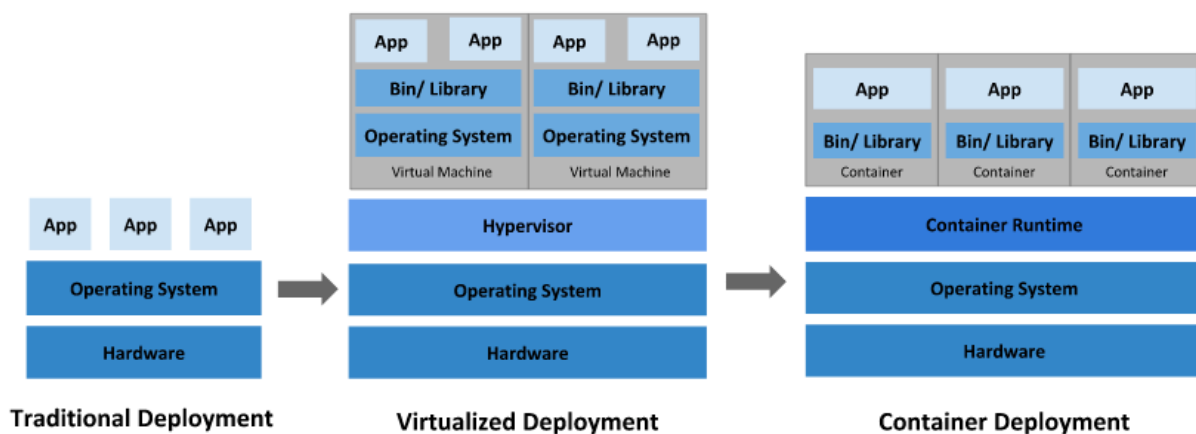 App App App
Operating System
Hardware
Traditional Deployment
App App App App
Bin/ Library Bin/ Library
Operating System Operating System
Virtual Machine Virtual Machine
Hypervisor
Operating System
Hardware
Virtualized Deployment
App App App
Bin/ Library Bin/ Library Bin/ Library
Container Container Container
Container Runtime
Operating System
Hardware
Container Deployment